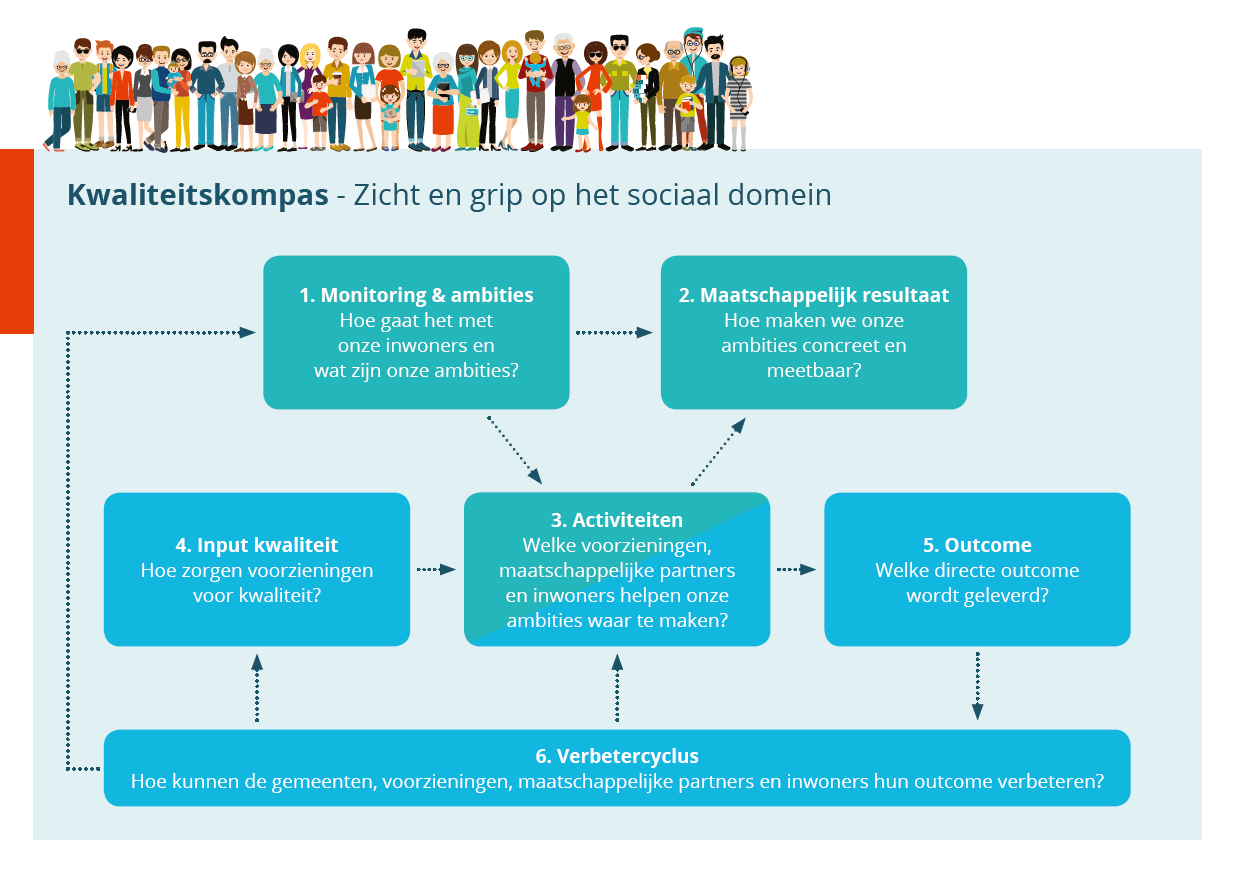 Kwaliteitskompas - Zicht en grip op het sociaal domein
1. Monitoring & ambities
Hoe gaat het met
onze inwoners en
wat zijn onze ambities?
2. Maatschappelijk resultaat
Hoe maken we onze
ambities concreet en
meetbaar?
4. Input kwaliteit
Hoe zorgen voorzieningen
voor kwaliteit?
3. Activiteiten
Welke voorzieningen,
maatschappelijke partners
en inwoners helpen onze
ambities waar te maken?
5. Outcome
Welke directe outcome
wordt geleverd?
6. Verbetercyclus
Hoe kunnen de gemeenten, voorzieningen, maatschappelijke partners en inwoners hun outcome verbeteren?